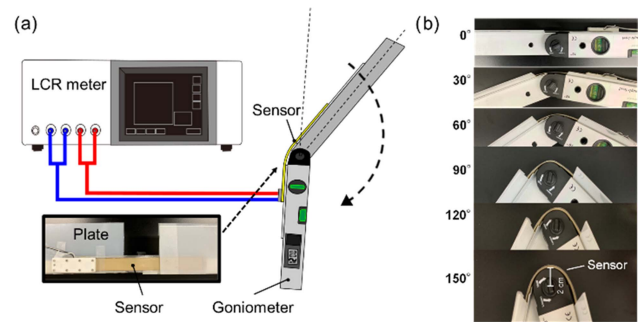 (a)
LCR meter
Sensor
Plate
Sensor
Goniometer
(b)
0°
30°
60°
90°
120°
150°
Sensor
2 cm